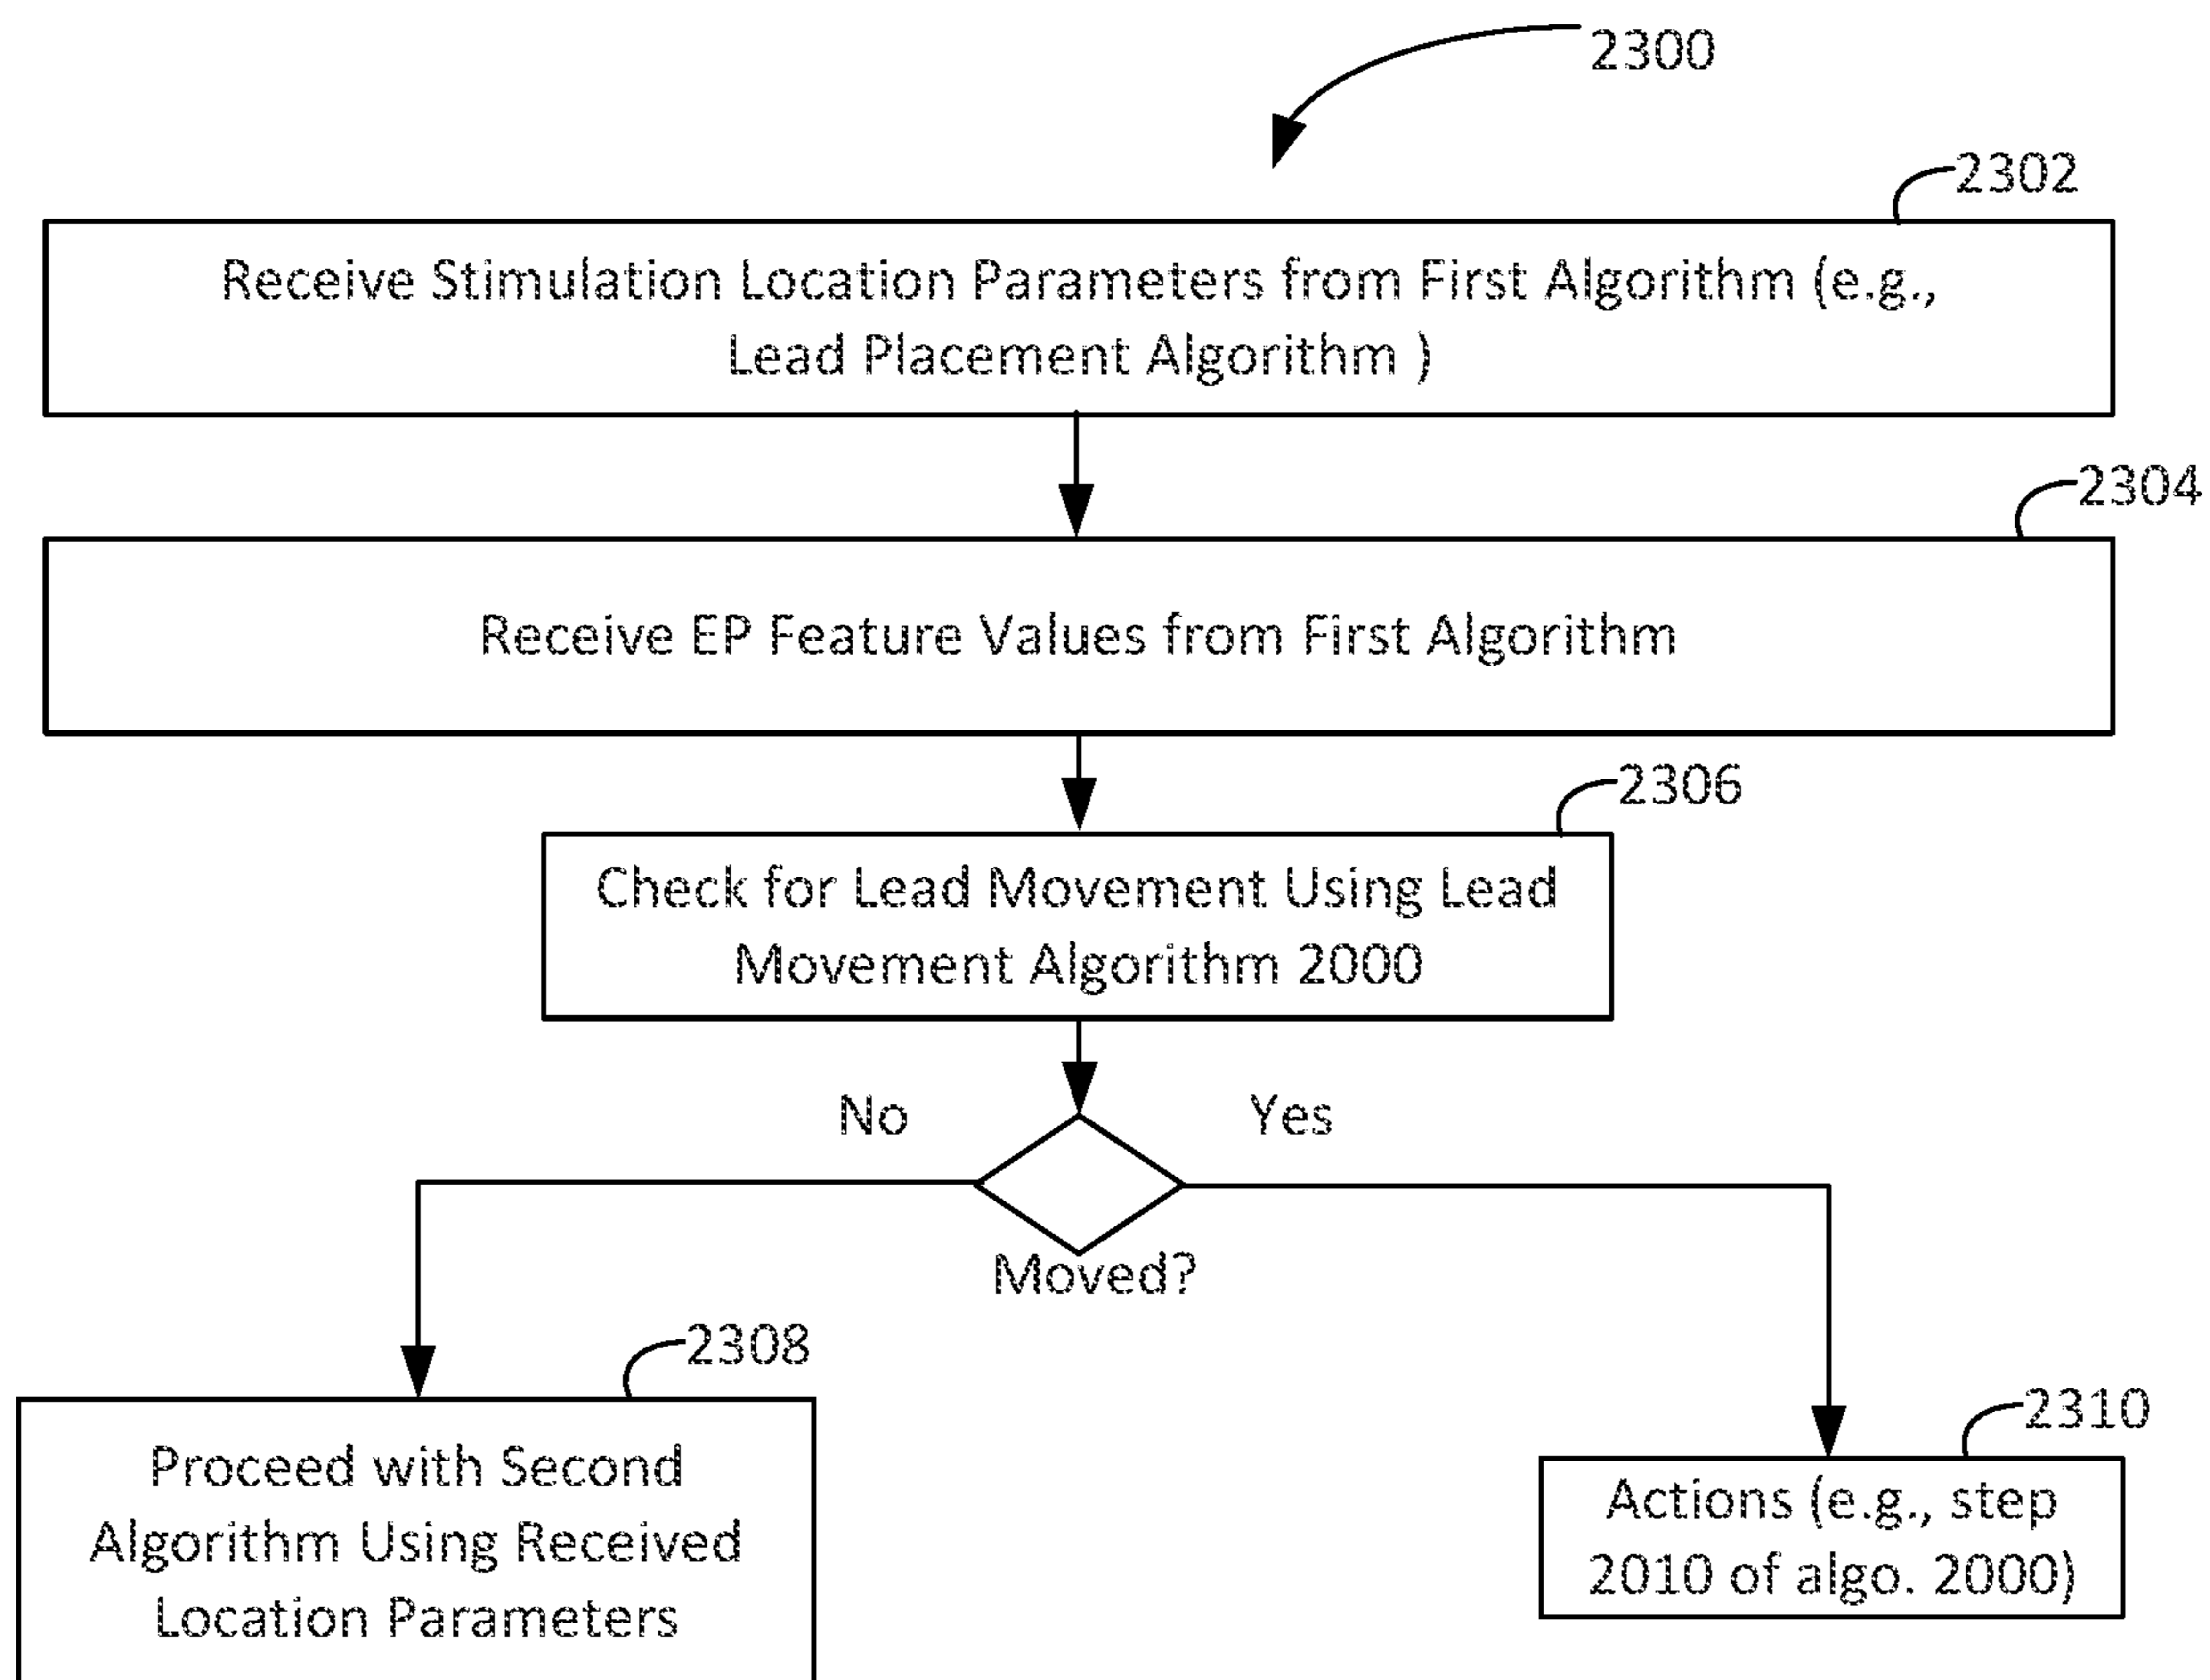 2300
2302
Receive Stimulation Location Parameters from First Algorithm (e.g.,
Lead Placement Algorithm )
2304
Receive EP Feature Values from First Algorithm
2306
Check for Lead Movement Using Lead
Movement Algorithm 2000
No
Yes
Moved?
2308
Proceed with Second
Algorithm Using Received
Location Parameters
2310
Actions (e.g., step
2010 of algo. 2000)